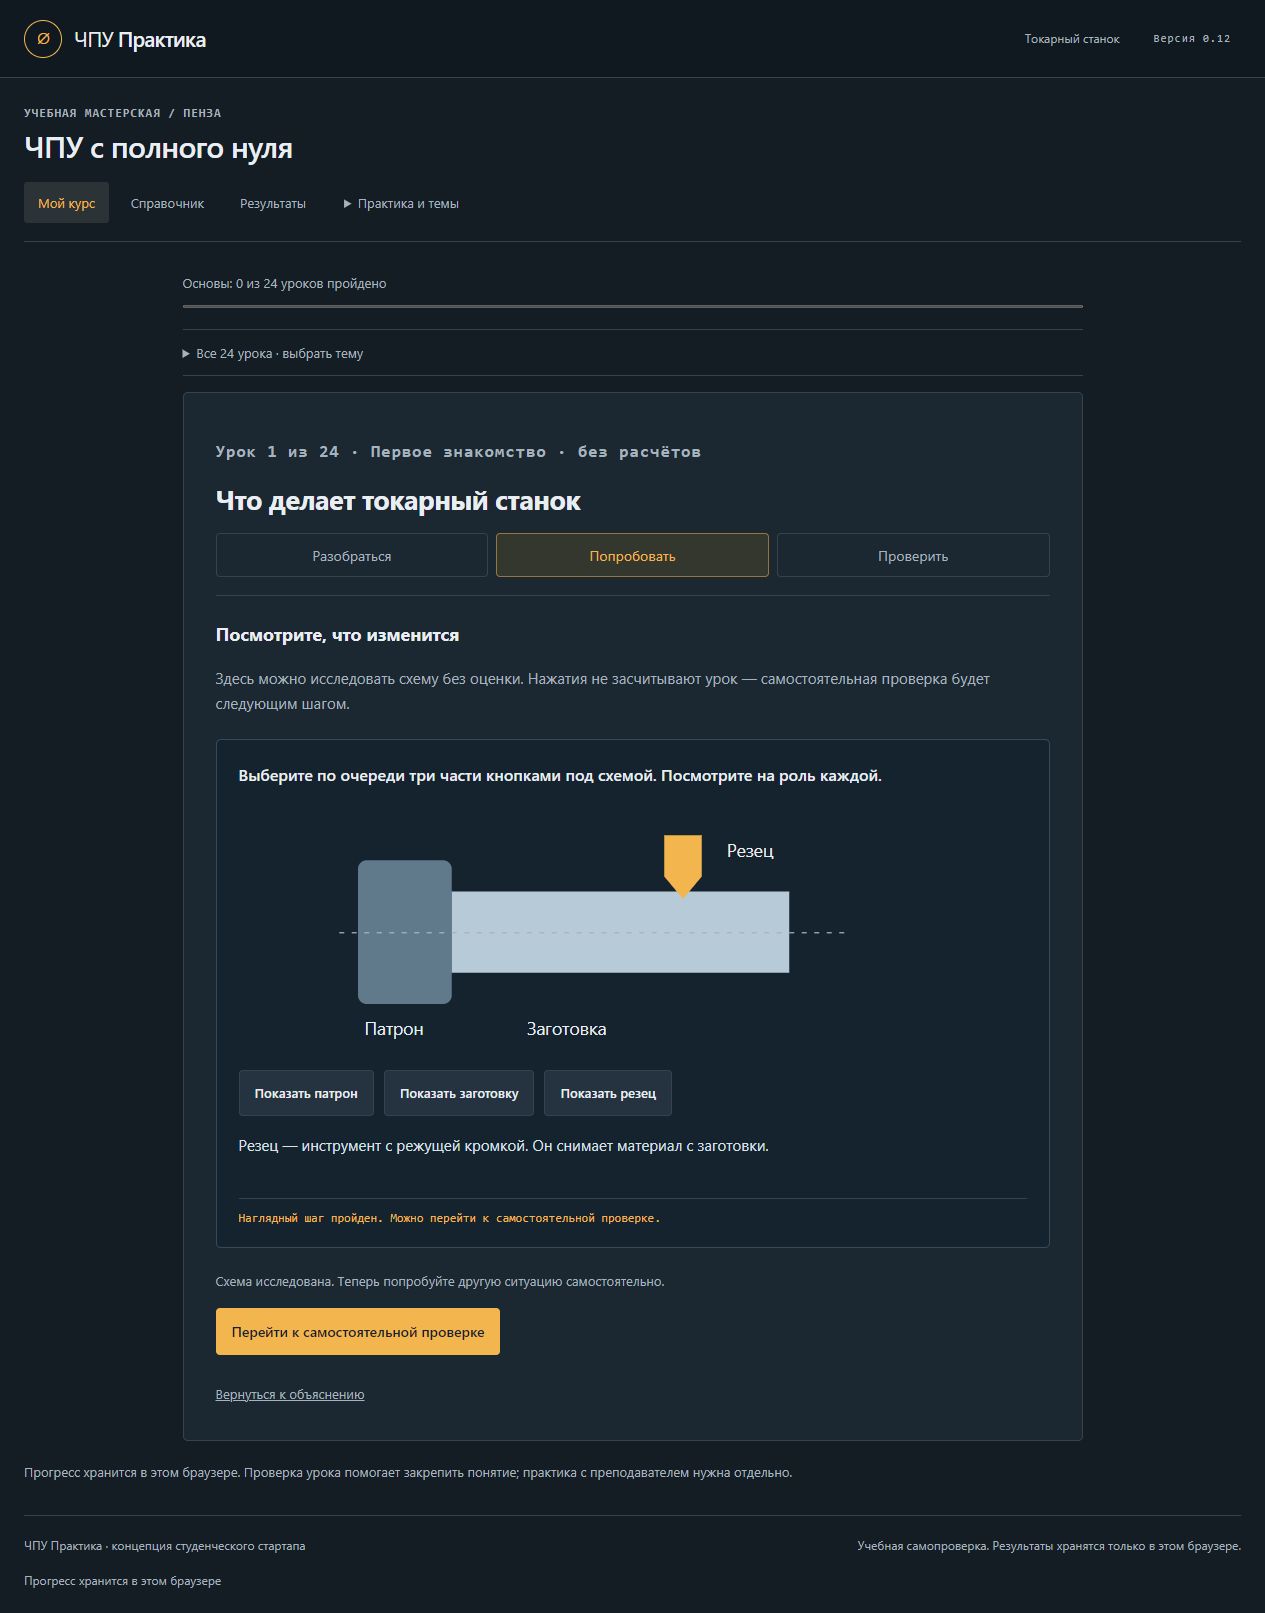 ЧПУ Практика
Токарный станок
Версия 0.12
УЧЕБНАЯ МАСТЕРСКАЯ / ПЕНЗА
ЧПУ с полного нуля
Мой курс
Справочник
Результаты
▶ Практика и темы
Основы: 0 из 24 уроков пройдено
▶ Все 24 урока · выбрать тему
Урок 1 из 24 · Первое знакомство · без расчётов
Что делает токарный станок
Разобраться
Попробовать
Проверить
Посмотрите, что изменится
Здесь можно исследовать схему без оценки. Нажатия не засчитывают урок — самостоятельная проверка будет
следующим шагом.
Выберите по очереди три части кнопками под схемой. Посмотрите на роль каждой.
Резец
Патрон
Заготовка
Показать патрон
Показать заготовку
Показать резец
Резец — инструмент с режущей кромкой. Он снимает материал с заготовки.
Наглядный шаг пройден. Можно перейти к самостоятельной проверке.
Схема исследована. Теперь попробуйте другую ситуацию самостоятельно.
Перейти к самостоятельной проверке
Вернуться к объяснению
Прогресс хранится в этом браузере. Проверка урока помогает закрепить понятие; практика с преподавателем нужна отдельно.
ЧПУ Практика · концепция студенческого стартапа
Учебная самопроверка. Результаты хранятся только в этом браузере.
Прогресс хранится в этом браузере